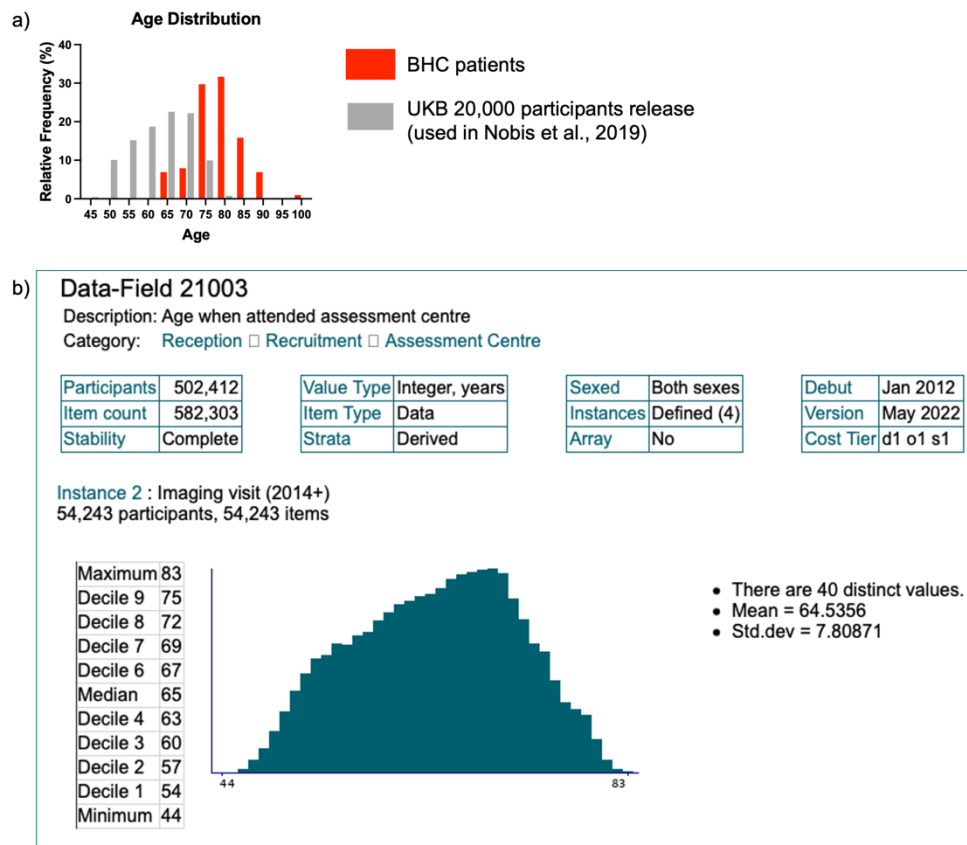 a)
Age Distribution
40
30
20
10
0
Relative Frequency (%)
45 50 55 60 65 70 75 80 85 90 95 100
Age
BHC patients
UKB 20,000 participants release
(used in Nobis et al., 2019)
b)
Data-Field 21003
Description: Age when attended assessment centre
Category: Reception □ Recruitment □ Assessment Centre
Participants 502,412
Item count 582,303
Stability Complete
Value Type Integer, years
Item Type Data
Strata Derived
Sexed Both sexes
Instances Defined (4)
Array No
Debut Jan 2012
Version May 2022
Cost Tier d1 o1 s1
Instance 2 : Imaging visit (2014+)
54,243 participants, 54,243 items
Maximum 83
Decile 9 75
Decile 8 72
Decile 7 69
Decile 6 67
Median 65
Decile 4 63
Decile 3 60
Decile 2 57
Decile 1 54
Minimum 44
44 83
• There are 40 distinct values.
• Mean = 64.5356
• Std.dev = 7.80871